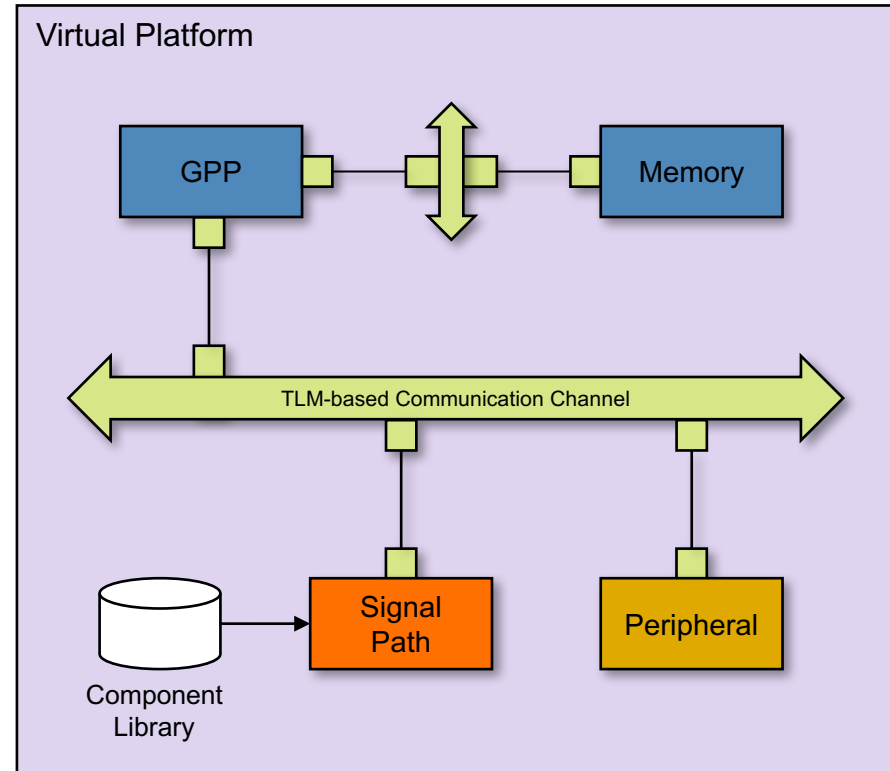 Virtual Platform
GPP
Memory
TLM-based Communication Channel
Signal
Path
Peripheral
Component
Library